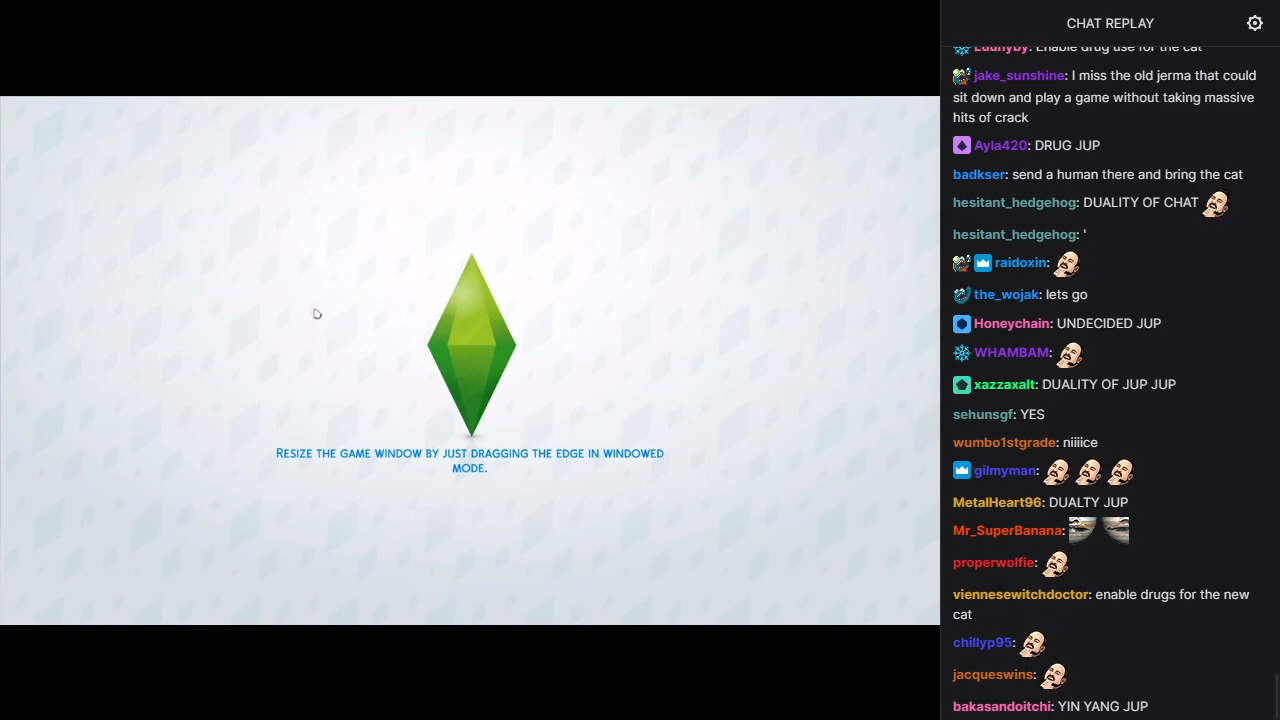 RESIZE THE GAME WINDOW BY JUST DRAGGING THE EDGE IN WINDOWED
MODE.
CHAT REPLAY
Enable drug use for the cat
jake_sunshine: I miss the old jerma that could
sit down and play a game without taking massive
hits of crack
Ayla420: DRUG JUP
badkser: send a human there and bring the cat
hesitant_hedgehog: DUALITY OF CHAT
hesitant_hedgehog: '
raidoxin:
the_wojak: lets go
Honeychain: UNDECIDED JUP
WHAMBAM:
xazzaxalt: DUALITY OF JUP JUP
sehunsgf: YES
wumbo1stgrade: niiiice
gilmyman:
MetalHeart96: DUALTY JUP
Mr_SuperBanana:
properwolfie:
viennesewitchdoctor: enable drugs for the new
cat
chillyp95:
jacqueswins:
bakasandoitchi: YIN YANG JUP